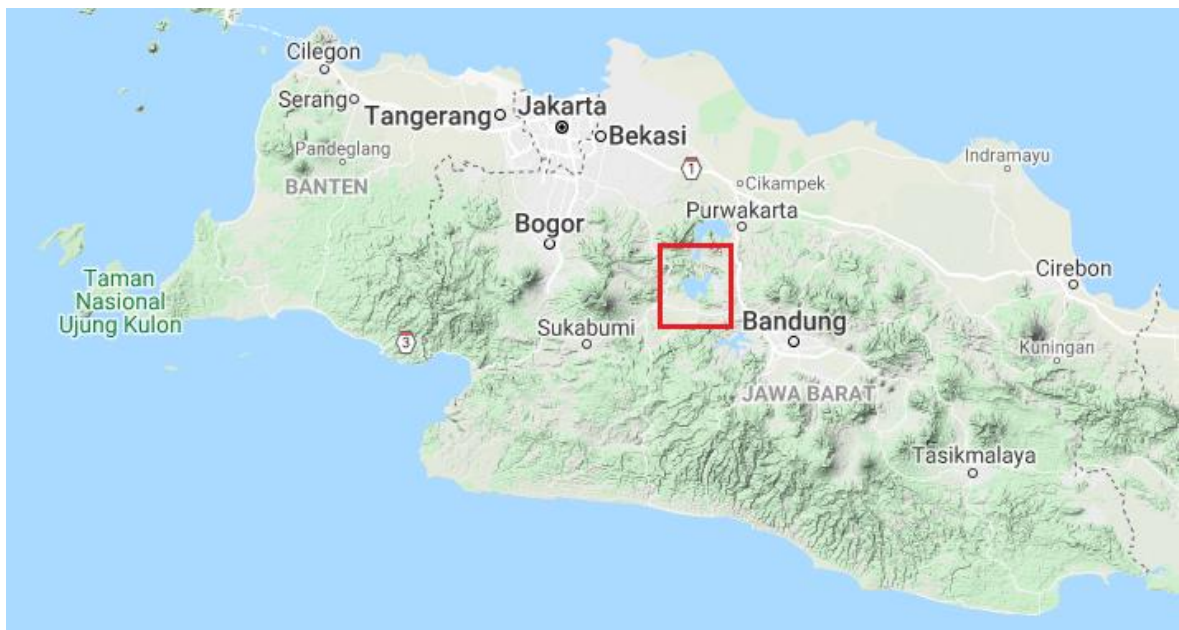 Cilegon
Serang
Tangerang
Jakarta
Bekasi
Pandeglang
BANTEN
1
Cikampek
Indramayu
Purwakarta
Bogor
Cirebon
Taman
Nasional
Ujung Kulon
Sukabumi
3
Bandung
Kuningan
JAWA BARAT
Tasikmalaya